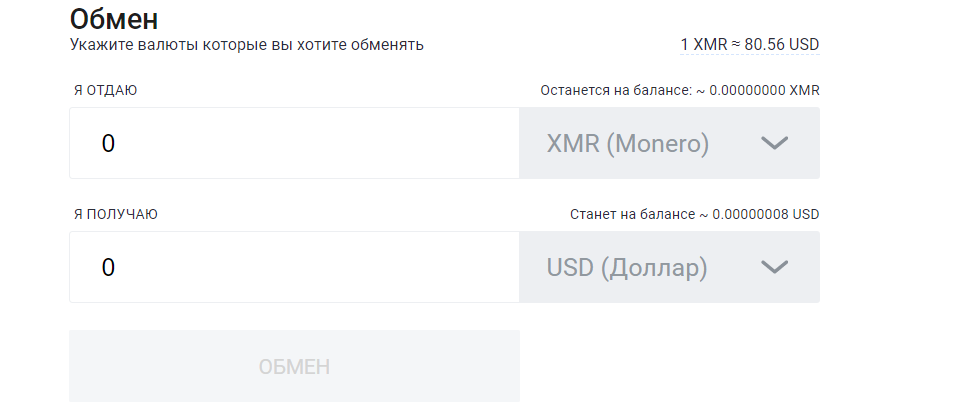 Обмен
Укажите валюты которые вы хотите обменять
1 XMR ≈ 80.56 USD
Я ОТДАЮ
Останется на балансе: ~ 0.00000000 XMR
0
XMR (Monero)
Я ПОЛУЧАЮ
Станет на балансе ~ 0.00000008 USD
0
USD (Доллар)
ОБМЕН